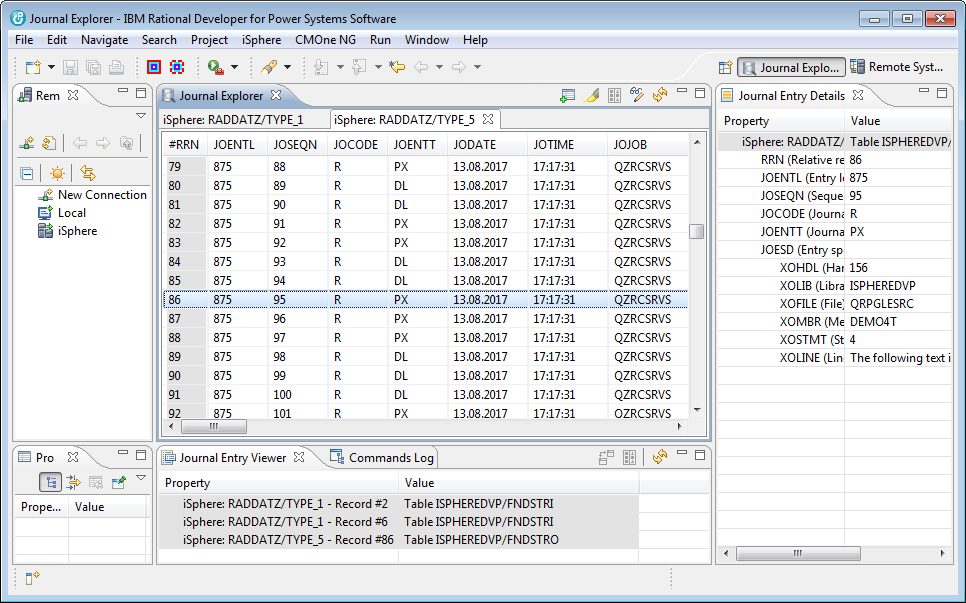 Journal Explorer - IBM Rational Developer for Power Systems Software
File Edit Navigate Search Project iSphere CMOne NG Run Window Help
Journal Explo... Remote Syst...
Rem
New Connection
Local
iSphere
Journal Explorer
iSphere: RADDATZ/TYPE_1 iSphere: RADDATZ/TYPE_5
#RRN JOENTL JOSEQN JOCODE JOENTT JODATE JOTIME JOJOB
79 875 88 R PX 13.08.2017 17:17:31 QZRCSRVS
80 875 89 R DL 13.08.2017 17:17:31 QZRCSRVS
81 875 90 R DL 13.08.2017 17:17:31 QZRCSRVS
82 875 91 R PX 13.08.2017 17:17:31 QZRCSRVS
83 875 92 R PX 13.08.2017 17:17:31 QZRCSRVS
84 875 93 R DL 13.08.2017 17:17:31 QZRCSRVS
85 875 94 R DL 13.08.2017 17:17:31 QZRCSRVS
86 875 95 R PX 13.08.2017 17:17:31 QZRCSRVS
87 875 96 R PX 13.08.2017 17:17:31 QZRCSRVS
88 875 97 R PX 13.08.2017 17:17:31 QZRCSRVS
89 875 98 R DL 13.08.2017 17:17:31 QZRCSRVS
90 875 99 R DL 13.08.2017 17:17:31 QZRCSRVS
91 875 100 R DL 13.08.2017 17:17:31 QZRCSRVS
92 875 101 R PX 13.08.2017 17:17:31 QZRCSRVS
Journal Entry Details
Property Value
iSphere: RADDATZ/ Table ISPHEREDVP/
RRN (Relative re 86
JOENTL (Entry le 875
JOSEQN (Seque 95
JOCODE (Journa R
JOENTT (Journa PX
JOESD (Entry sp
XOHDL (Han 156
XOLIB (Libra ISPHEREDVP
XOFILE (File) QRPGLESRC
XOMBR (Me DEMO4T
XOSTMT (St 4
XOLINE (Lin The following text i
Pro
Prope... Value
Journal Entry Viewer Commands Log
Property Value
iSphere: RADDATZ/TYPE_1 - Record #2 Table ISPHEREDVP/FNDSTRI
iSphere: RADDATZ/TYPE_1 - Record #6 Table ISPHEREDVP/FNDSTRI
iSphere: RADDATZ/TYPE_5 - Record #86 Table ISPHEREDVP/FNDSTRO